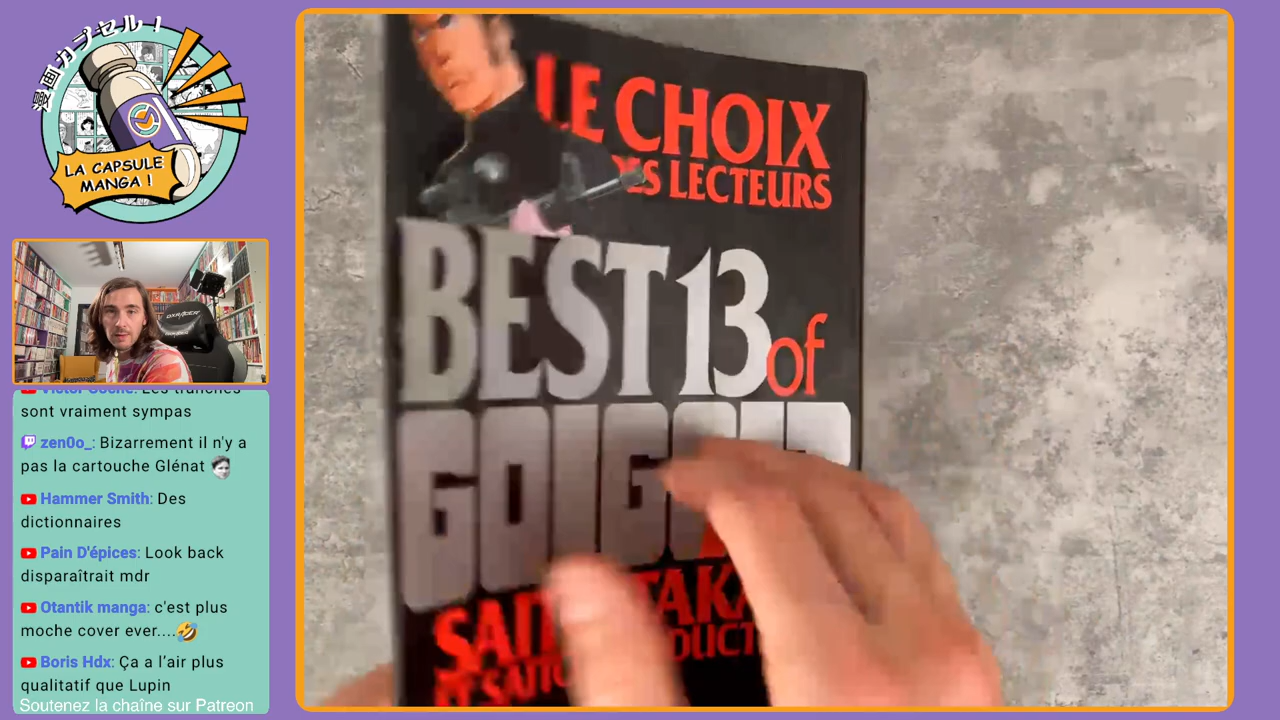 漫画カプセル!
LA CAPSULE
MANGA !
sont vraiment sympas
zen0o_: Bizarrement il n'y a
pas la cartouche Glénat
Hammer Smith: Des
dictionnaires
Pain D'épices: Look back
disparaîtrait mdr
Otantik manga: c'est plus
moche cover ever....
Boris Hdx: Ça a l'air plus
qualitatif que Lupin
Soutenez la chaîne sur Patreon
LE CHOIX
DES LECTEURS
BEST 13
of